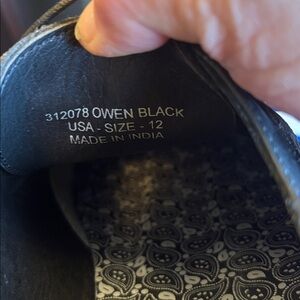 312078 OWEN BLACK
USA - SIZE - 12
MADE IN INDIA